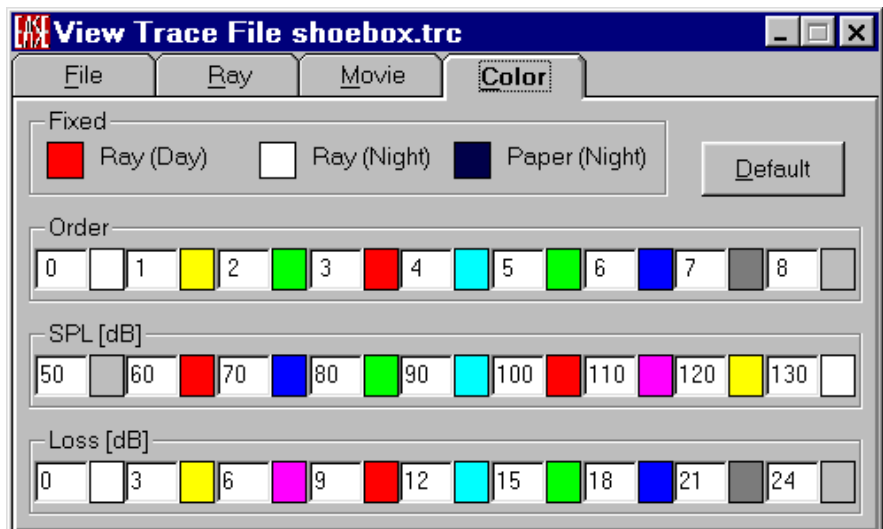 EASE View Trace File shoebox.trc
File Ray Movie Color
Fixed
Ray (Day) Ray (Night) Paper (Night) Default
Order
0 1 2 3 4 5 6 7 8
SPL [dB]
50 60 70 80 90 100 110 120 130
Loss [dB]
0 3 6 9 12 15 18 21 24